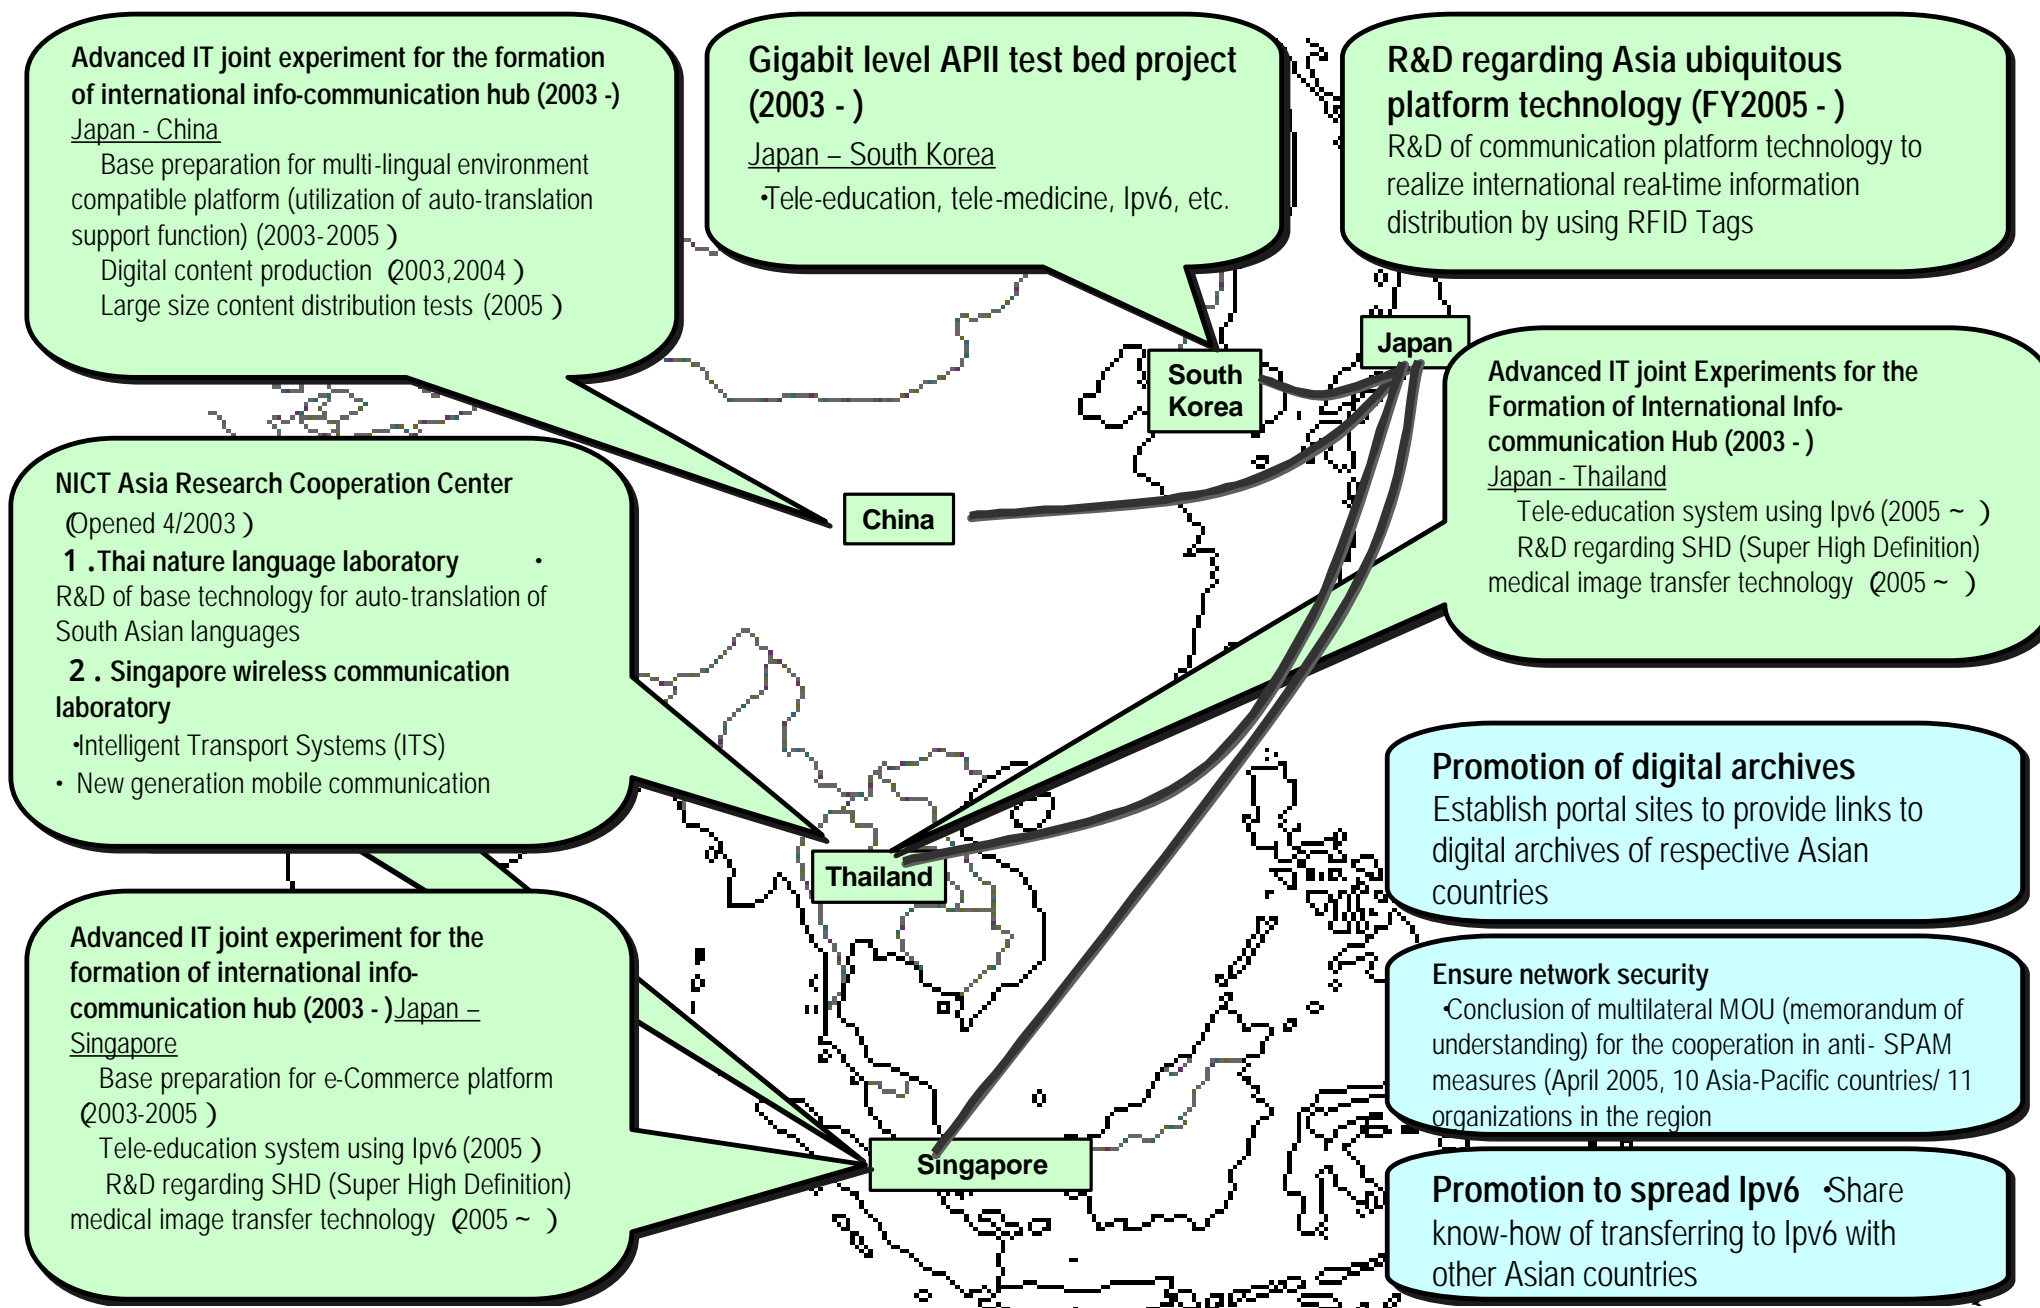 Advanced IT joint experiment for the formation
of international info-communication hub (2003 -)
Japan - China
Base preparation for multi-lingual environment
compatible platform (utilization of auto-translation
support function) (2003-2005 )
Digital content production (2003,2004 )
Large size content distribution tests (2005 )
Gigabit level APII test bed project
(2003 - )
Japan – South Korea
•Tele-education, tele-medicine, Ipv6, etc.
R&D regarding Asia ubiquitous
platform technology (FY2005 - )
R&D of communication platform technology to
realize international real-time information
distribution by using RFID Tags
Japan
South
Korea
China
Thailand
Singapore
Advanced IT joint Experiments for the
Formation of International Info-
communication Hub (2003 - )
Japan - Thailand
Tele-education system using Ipv6 (2005 ~ )
R&D regarding SHD (Super High Definition)
medical image transfer technology (2005 ~ )
NICT Asia Research Cooperation Center
(Opened 4/2003 )
1 .Thai nature language laboratory •
R&D of base technology for auto-translation of
South Asian languages
2 . Singapore wireless communication
laboratory
•Intelligent Transport Systems (ITS)
• New generation mobile communication
Advanced IT joint experiment for the
formation of international info-
communication hub (2003 - )Japan –
Singapore
Base preparation for e-Commerce platform
(2003-2005 )
Tele-education system using Ipv6 (2005 )
R&D regarding SHD (Super High Definition)
medical image transfer technology (2005 ~ )
Promotion of digital archives
Establish portal sites to provide links to
digital archives of respective Asian
countries
Ensure network security
•Conclusion of multilateral MOU (memorandum of
understanding) for the cooperation in anti- SPAM
measures (April 2005, 10 Asia-Pacific countries/ 11
organizations in the region
Promotion to spread Ipv6 •Share
know-how of transferring to Ipv6 with
other Asian countries